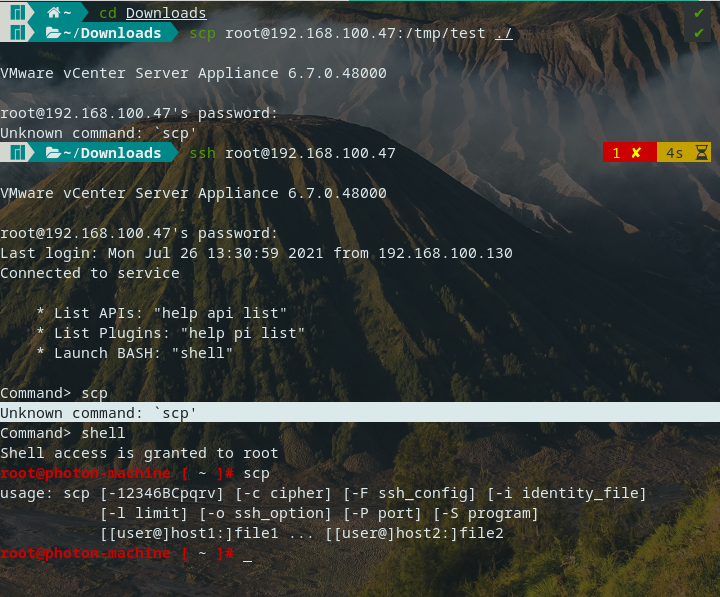 ~ cd Downloads ✔
~/Downloads scp root@192.168.100.47:/tmp/test ./ ✔
VMware vCenter Server Appliance 6.7.0.48000
root@192.168.100.47's password:
Unknown command: `scp'
~/Downloads ssh root@192.168.100.47 1 ✘ 4s
VMware vCenter Server Appliance 6.7.0.48000
root@192.168.100.47's password:
Last login: Mon Jul 26 13:30:59 2021 from 192.168.100.130
Connected to service
* List APIs: "help api list"
* List Plugins: "help pi list"
* Launch BASH: "shell"
Command> scp
Unknown command: `scp'
Command> shell
Shell access is granted to root
root@photon-machine [ ~ ]# scp
usage: scp [-12346BCpqrv] [-c cipher] [-F ssh_config] [-i identity_file]
[-l limit] [-o ssh_option] [-P port] [-S program]
[[user@]host1:]file1 ... [[user@]host2:]file2
root@photon-machine [ ~ ]# _